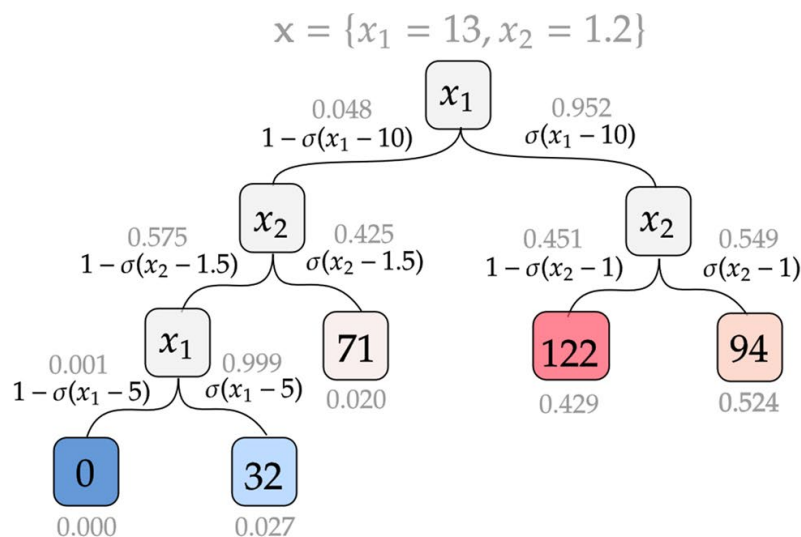 x = {x₁ = 13, x₂ = 1.2}
x₁
0.048
0.952
1 − σ(x₁ − 10)
σ(x₁ − 10)
x₂
x₂
0.575
0.425
0.451
0.549
1 − σ(x₂ − 1.5)
σ(x₂ − 1.5)
1 − σ(x₂ − 1)
σ(x₂ − 1)
x₁
71
122
94
0.001
0.999
1 − σ(x₁ − 5)
σ(x₁ − 5)
0.020
0.429
0.524
0
32
0.000
0.027